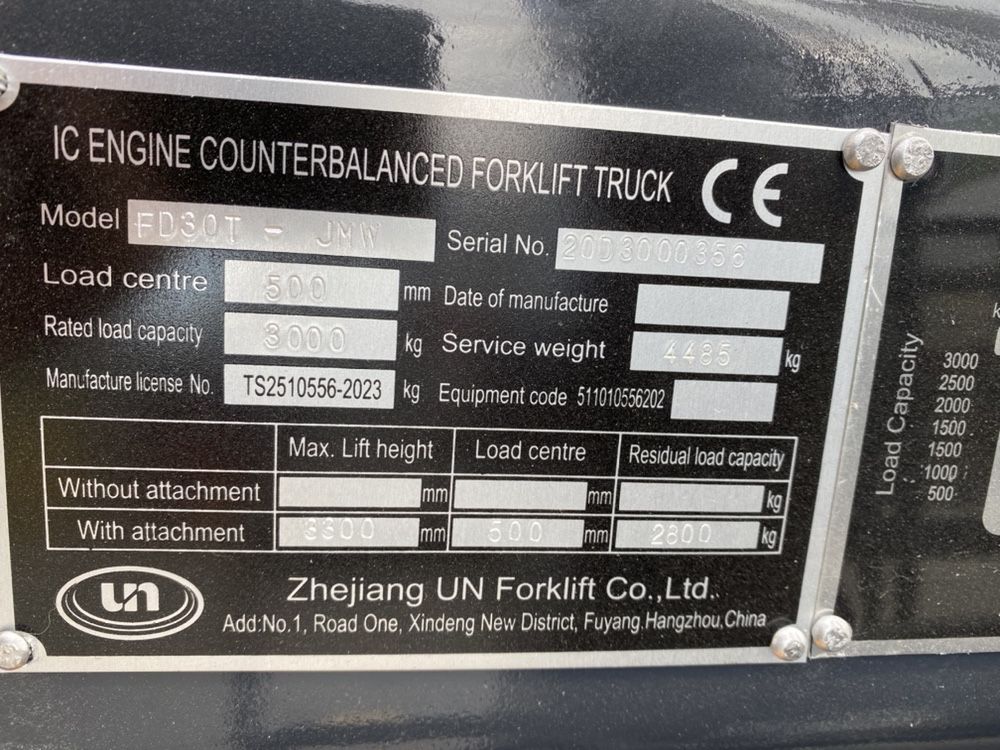 IC ENGINE COUNTERBALANCED FORKLIFT TRUCK CE
Model FD30T - JMW Serial No. 20D3000356
Load centre 500 mm Date of manufacture
Rated load capacity 3000 kg Service weight 4485 kg
Manufacture license No. TS2510556-2023 kg Equipment code 511010556202
Max. Lift height Load centre Residual load capacity
Without attachment mm mm kg
With attachment 3300 mm 500 mm 2800 kg
un Zhejiang UN Forklift Co.,Ltd.
Add:No.1, Road One, Xindeng New District, Fuyang.Hangzhou,China
Load Capacity
3000
2500
2000
1500
1500
1000
500